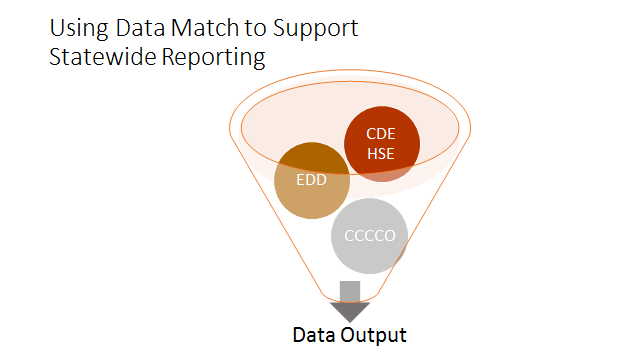 Using Data Match to Support
Statewide Reporting
CDE
HSE
EDD
CCCCO
Data Output